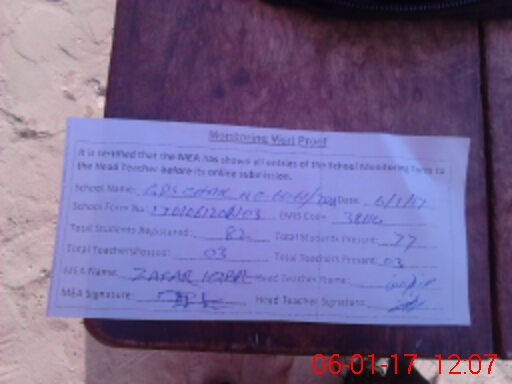 Monitoring Visit Proof
It is certified that the MEA has shown all entries of the School Monitoring Form to
the Head Teacher before its online submission.
School Name: GPS Date: 6/1/17
School Form No. EMIS Code
Total Students Registered: 82 Total Students Present: 77
Total Teachers Posted: 03 Total Teachers Present: 03
MEA Name: ZAFAR IQBAL Head Teacher Name:
MEA Signature: Head Teacher Signature:
06-01-17 12:07